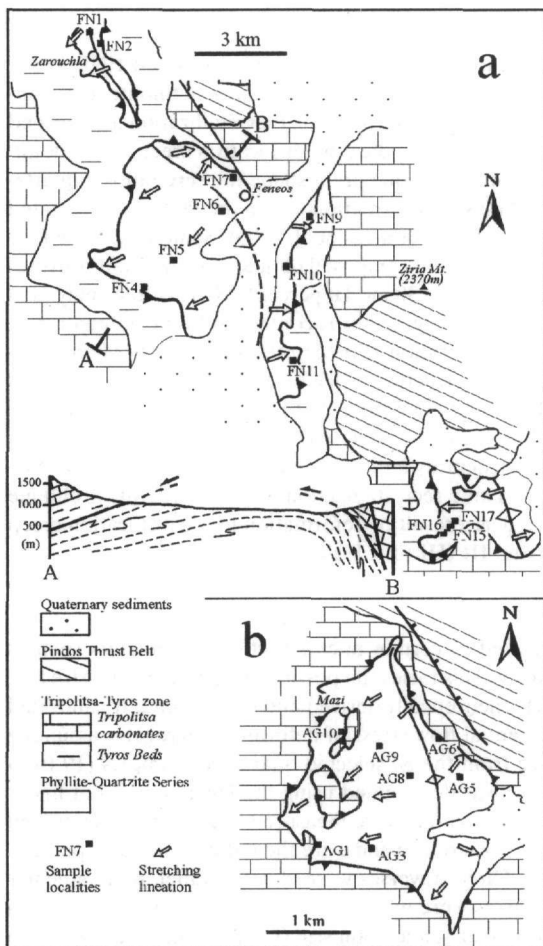 FN1
FN2
Zarouchla
3 km
a
B
N
FN7
Feneos
FN6
FN9
FN5
FN10
Ziria Mt.
(2370m)
FN4
A
FN11
1500
1000
500
(m)
FN16
FN17
FN15
A
B
Quaternary sediments
Pindos Thrust Belt
Tripolitsa-Tyros zone
Tripolitsa
carbonates
Tyros Beds
Phyllite-Quartzite Series
FN7
Sample
localities
Stretching
lineation
b
N
Mazi
AG10
AG6
AG9
AG8
AG5
AG1
AG3
1 km